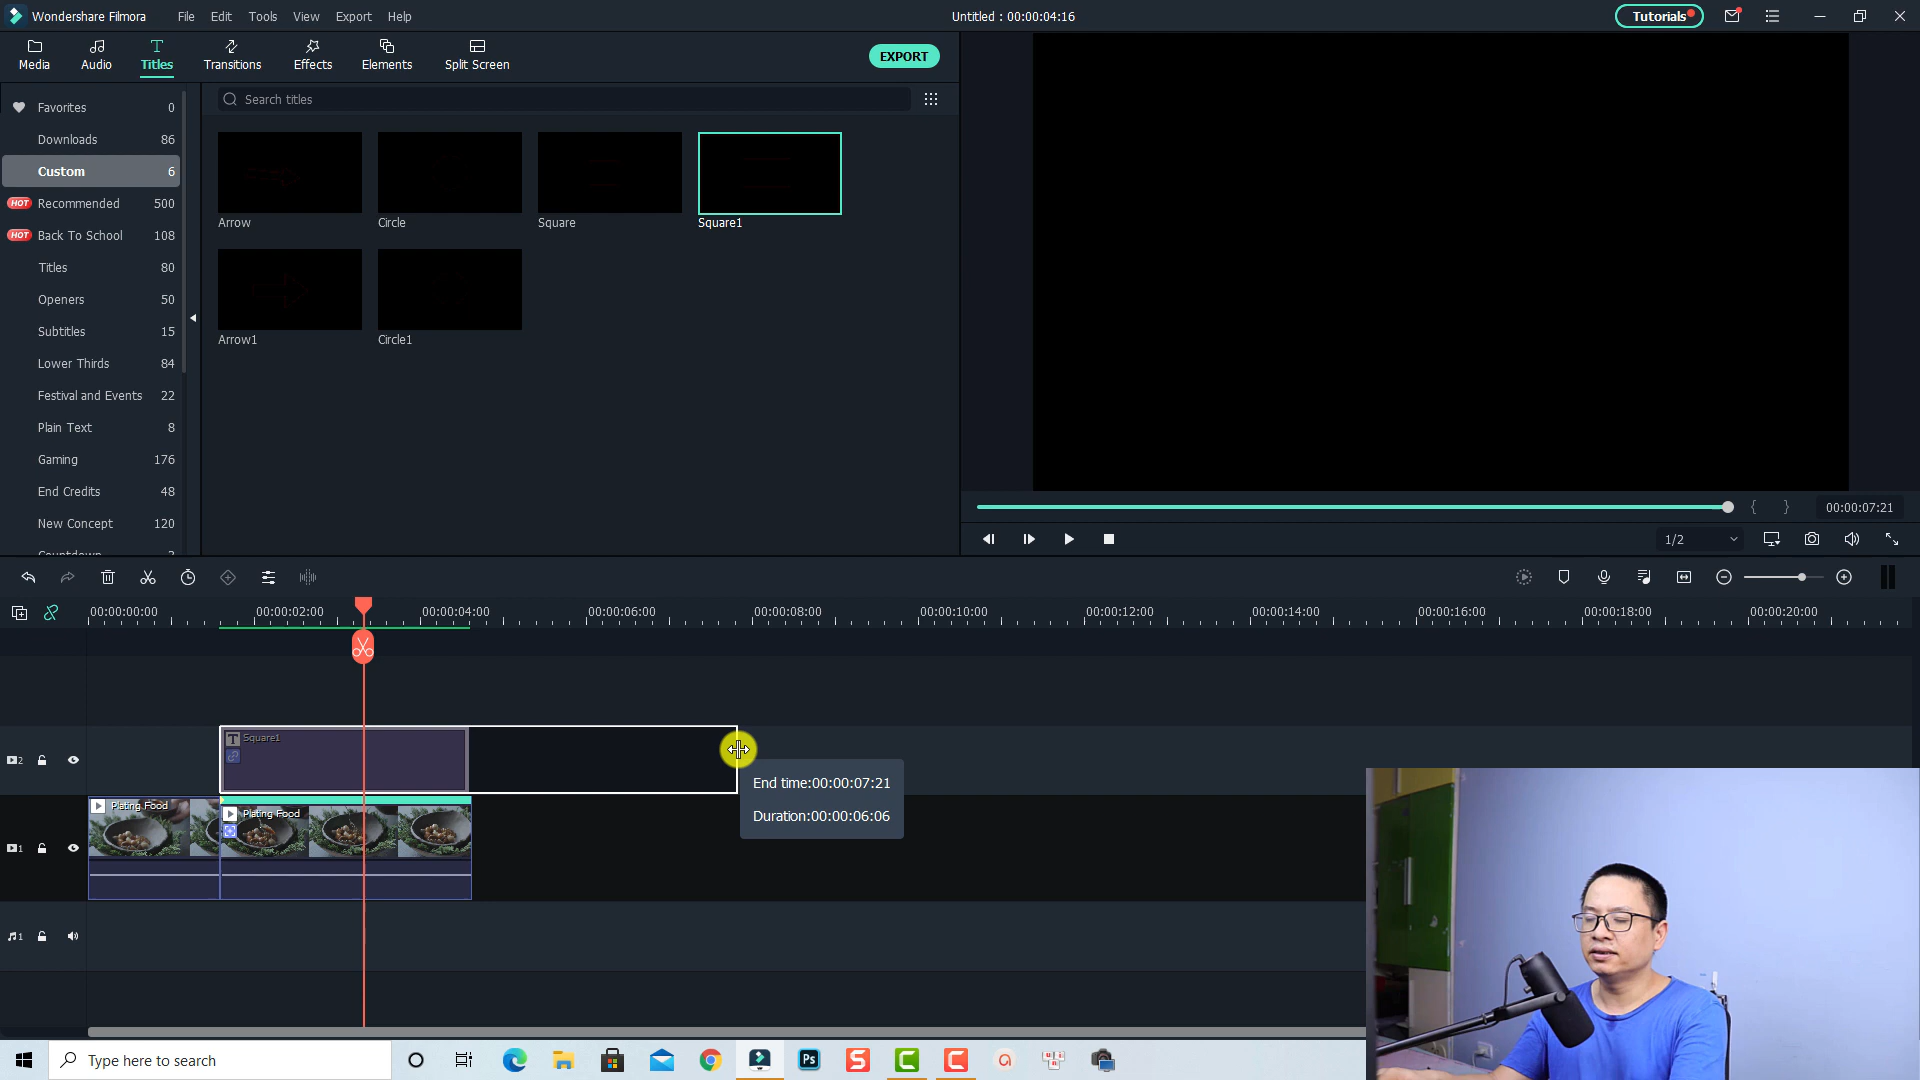 Wondershare Filmora File Edit Tools View Export Help Untitled : 00:00:04:16 Tutorials
Media Audio Titles Transitions Effects Elements Split Screen EXPORT
Favorites 0
Downloads 86
Custom 6
HOT Recommended 500
HOT Back To School 108
Titles 80
Openers 50
Subtitles 15
Lower Thirds 84
Festival and Events 22
Plain Text 8
Gaming 176
End Credits 48
New Concept 120
Countdown 3
Search titles
Arrow Circle Square Square1
Arrow1 Circle1
{ } 00:00:07:21
1/2
00:00:00:00 00:00:02:00 00:00:04:00 00:00:06:00 00:00:08:00 00:00:10:00 00:00:12:00 00:00:14:00 00:00:16:00 00:00:18:00 00:00:20:00
2
T Square1
End time:00:00:07:21
Duration:00:00:06:06
1
Plating Food
Plating Food
1
Type here to search
Ps S C C